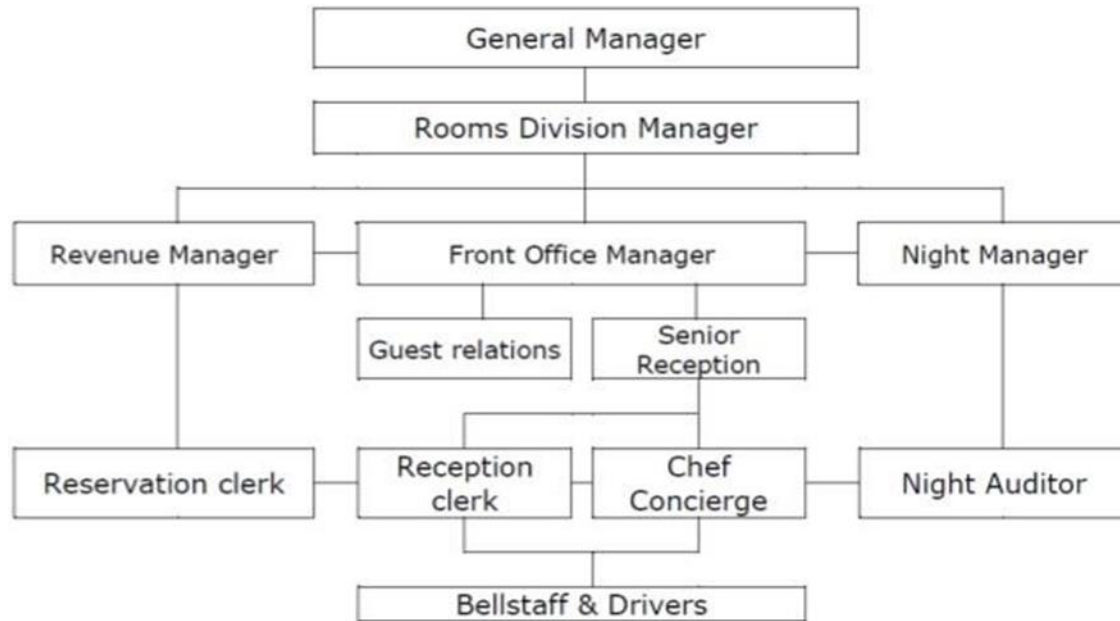 General Manager
Rooms Division Manager
Revenue Manager
Front Office Manager
Night Manager
Guest relations
Senior
Reception
Reservation clerk
Reception
clerk
Chef
Concierge
Night Auditor
Bellstaff & Drivers